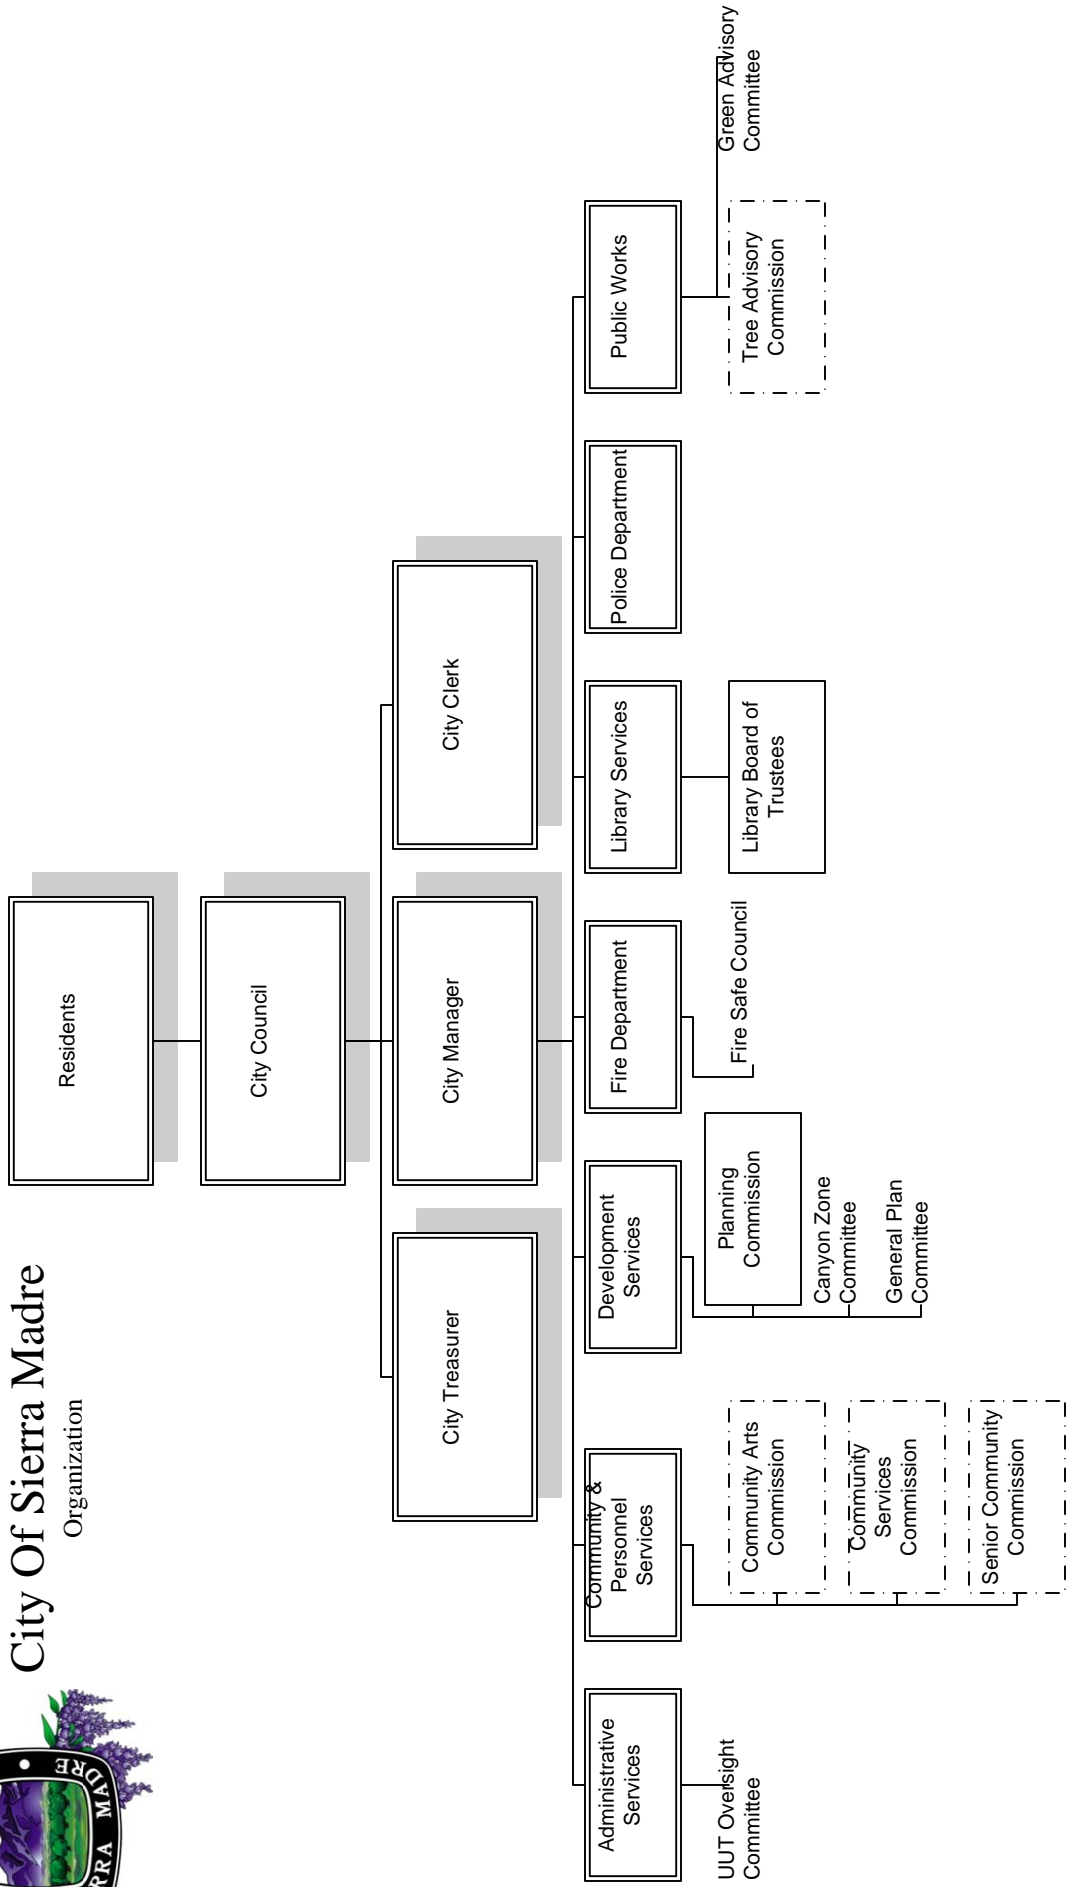 City Of Sierra Madre
Organization
MADRE
RRA MADRE
Residents
City Council
City Treasurer
City Manager
City Clerk
Administrative
Services
Community &
Personnel
Services
Development
Services
Fire Department
Library Services
Police Department
Public Works
UUT Oversight
Committee
Community Arts
Commission
Community
Services
Commission
Senior Community
Commission
Planning
Commission
Canyon Zone
Committee
General Plan
Committee
Fire Safe Council
Library Board of
Trustees
Tree Advisory
Commission
Green Advisory
Committee